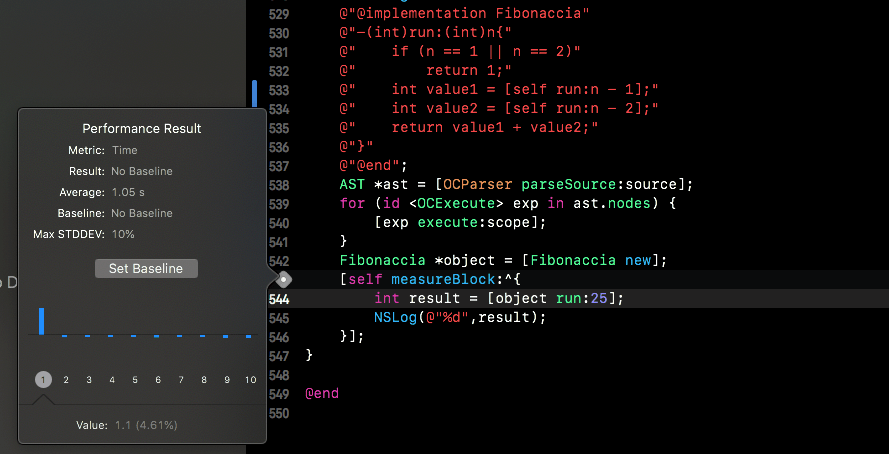 Performance Result
Metric: Time
Result: No Baseline
Average: 1.05 s
Baseline: No Baseline
Max STDDEV: 10%
Set Baseline
1 2 3 4 5 6 7 8 9 10
Value: 1.1 (4.61%)
529 @"@implementation Fibonaccia"
530 @"-(int)run:(int)n{"
531 @"    if (n == 1 || n == 2)"
532 @"        return 1;"
533 @"    int value1 = [self run:n - 1];"
534 @"    int value2 = [self run:n - 2];"
535 @"    return value1 + value2;"
536 @"}"
537 @"@end";
538 AST *ast = [OCParser parseSource:source];
539 for (id <OCExecute> exp in ast.nodes) {
540     [exp execute:scope];
541 }
542 Fibonaccia *object = [Fibonaccia new];
[self measureBlock:^{
544     int result = [object run:25];
545     NSLog(@"%d",result);
546 }];
547 }
548
549 @end
550